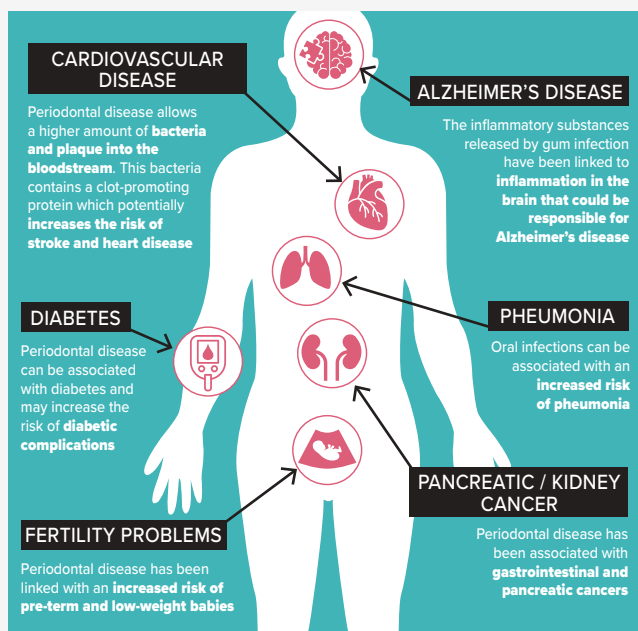 CARDIOVASCULAR
DISEASE
Periodontal disease allows
a higher amount of bacteria
and plaque into the
bloodstream. This bacteria
contains a clot-promoting
protein which potentially
increases the risk of
stroke and heart disease
ALZHEIMER'S DISEASE
The inflammatory substances
released by gum infection
have been linked to
inflammation in the
brain that could be
responsible for
Alzheimer's disease
DIABETES
Periodontal disease
can be associated
with diabetes and
may increase the
risk of diabetic
complications
PHEUMONIA
Oral infections can be
associated with an
increased risk
of pneumonia
FERTILITY PROBLEMS
Periodontal disease has been
linked with an increased risk of
pre-term and low-weight babies
PANCREATIC / KIDNEY
CANCER
Periodontal disease has
been associated with
gastrointestinal and
pancreatic cancers